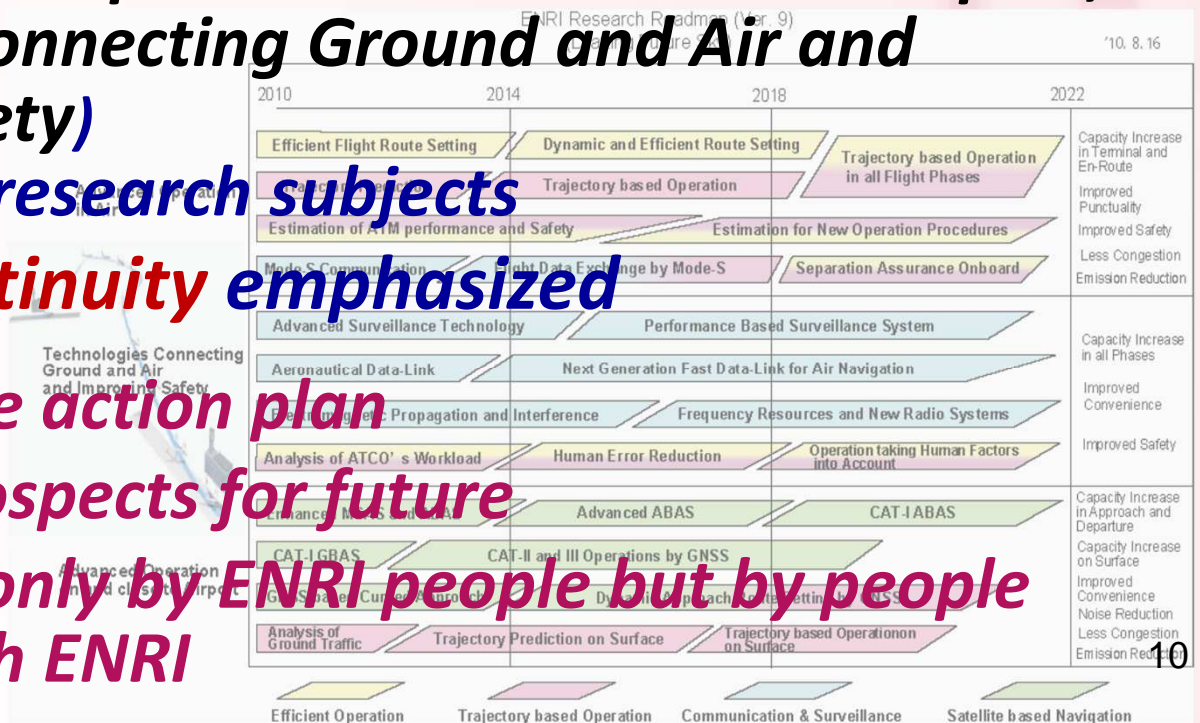 ENRI Research Roadmap (Ver. 9)
onnecting Ground and Air and
'10. 8. 16
ety)
2010 2014 2018 2022
Efficient Flight Route Setting
Dynamic and Efficient Route Setting
Trajectory based Operation
in all Flight Phases
Capacity Increase
in Terminal and
En-Route
research subjects
Trajectory based Operation
Improved
Punctuality
in Air
Estimation of ATM performance and Safety
Estimation for New Operation Procedures
Improved Safety
tinuity emphasized
Mode-S Communication
Flight Data Exchange by Mode-S
Separation Assurance Onboard
Less Congestion
Emission Reduction
Technologies Connecting
Ground and Air
and Improving Safety
Advanced Surveillance Technology
Performance Based Surveillance System
Capacity Increase
in all Phases
Aeronautical Data-Link
Next Generation Fast Data-Link for Air Navigation
Improved
Convenience
e action plan
Electromagnetic Propagation and Interference
Frequency Resources and New Radio Systems
Analysis of ATCO's Workload
Human Error Reduction
Operation taking Human Factors
into Account
Improved Safety
ospects for future
Advanced ABAS
CAT-I ABAS
Capacity Increase
in Approach and
Departure
Advanced Operation
CAT-I GBAS
CAT-II and III Operations by GNSS
Capacity Increase
on Surface
only by ENRI people but by people
Improved
Convenience
Noise Reduction
h ENRI
Analysis of
Ground Traffic
Trajectory Prediction on Surface
Trajectory based Operationon
on Surface
Less Congestion
Emission Reduction
10
Efficient Operation
Trajectory based Operation
Communication & Surveillance
Satellite based Navigation